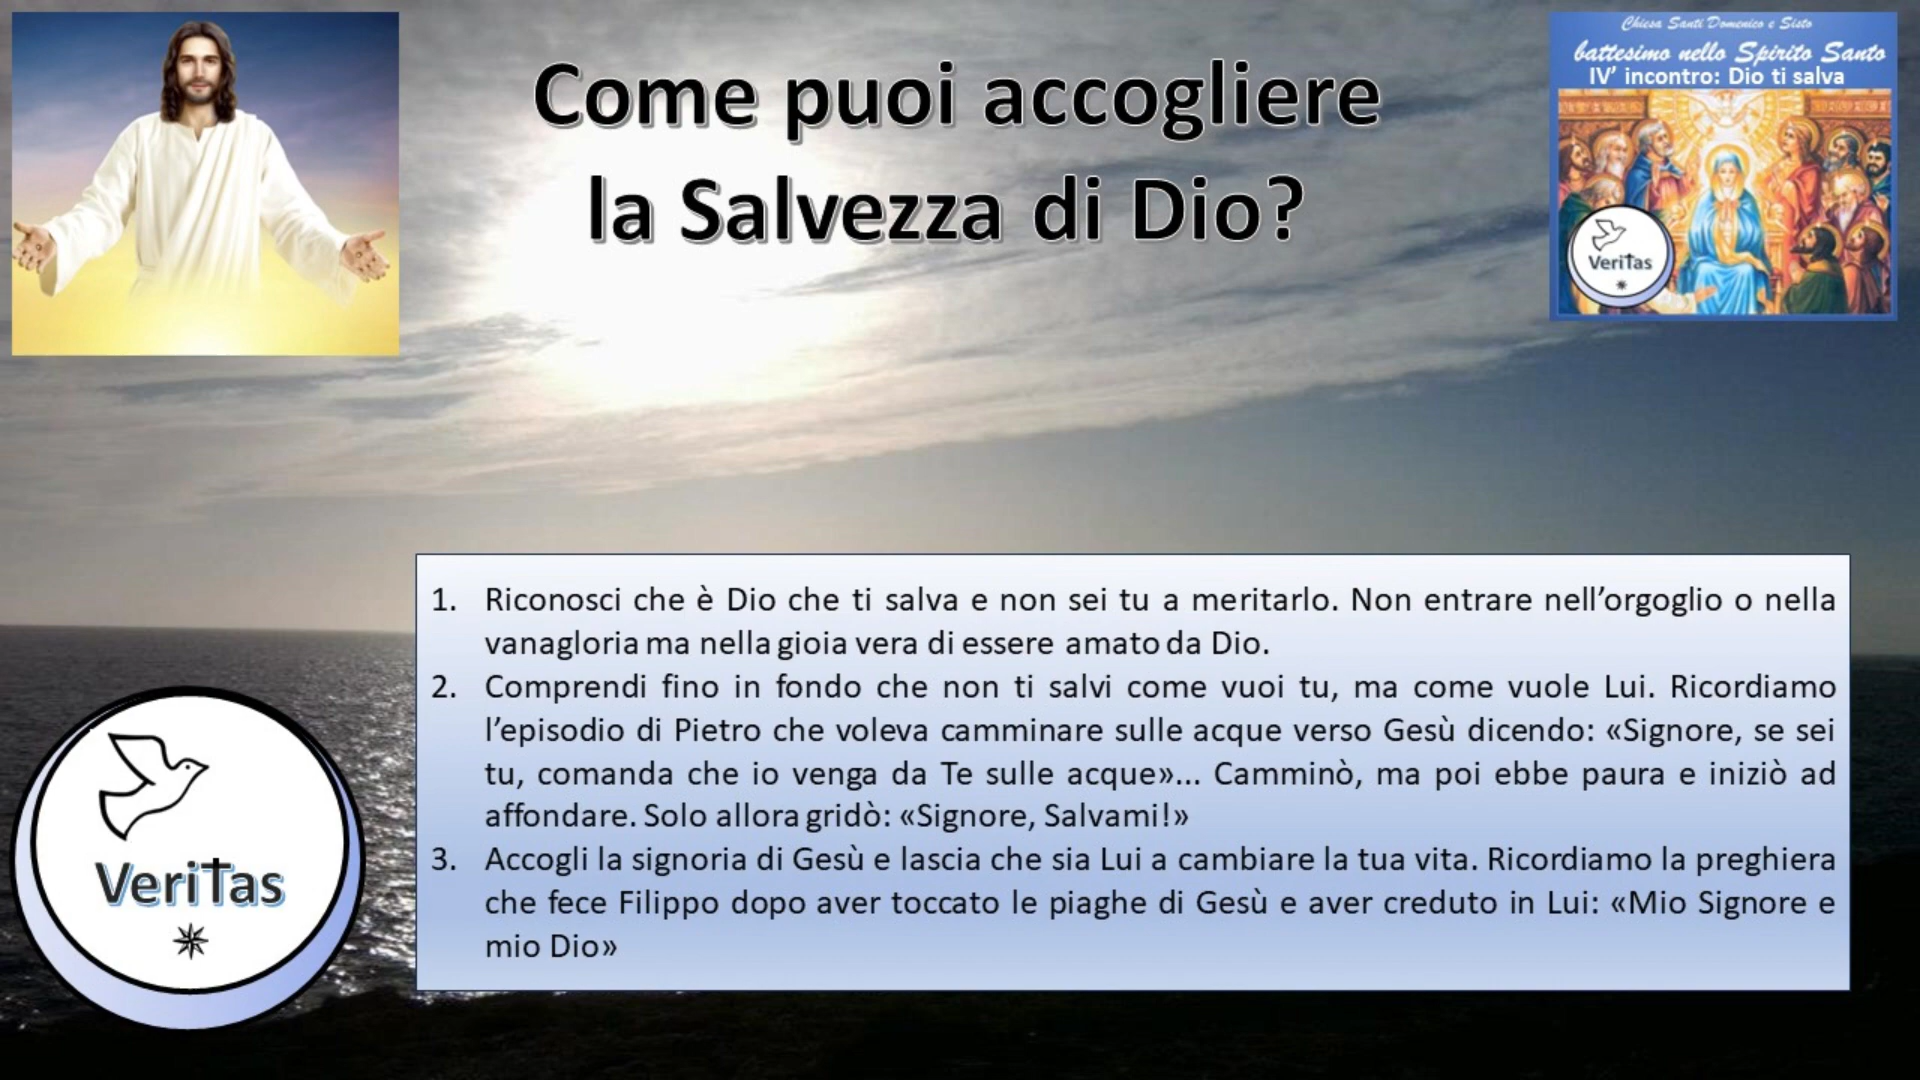 Come puoi accogliere
la Salvezza di Dio?
Chiesa Santi Domenico e Sisto
battesimo nello Spirito Santo
IV' incontro: Dio ti salva
VeriTas
1. Riconosci che è Dio che ti salva e non sei tu a meritarlo. Non entrare nell’orgoglio o nella
vanagloria ma nella gioia vera di essere amato da Dio.
2. Comprendi fino in fondo che non ti salvi come vuoi tu, ma come vuole Lui. Ricordiamo
l’episodio di Pietro che voleva camminare sulle acque verso Gesù dicendo: «Signore, se sei
tu, comanda che io venga da Te sulle acque»... Camminò, ma poi ebbe paura e iniziò ad
affondare. Solo allora gridò: «Signore, Salvami!»
3. Accogli la signoria di Gesù e lascia che sia Lui a cambiare la tua vita. Ricordiamo la preghiera
che fece Filippo dopo aver toccato le piaghe di Gesù e aver creduto in Lui: «Mio Signore e
mio Dio»
VeriTas